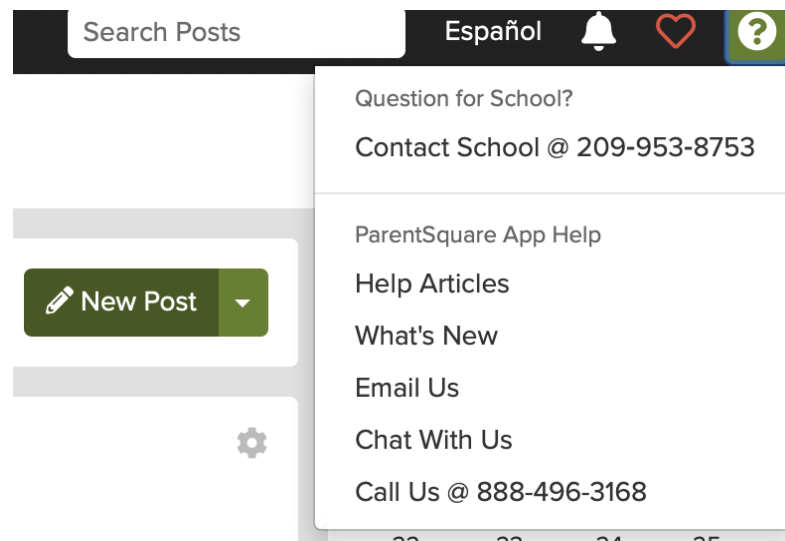 Search Posts
Español
Question for School?
Contact School @ 209-953-8753
ParentSquare App Help
New Post
Help Articles
What's New
Email Us
Chat With Us
Call Us @ 888-496-3168